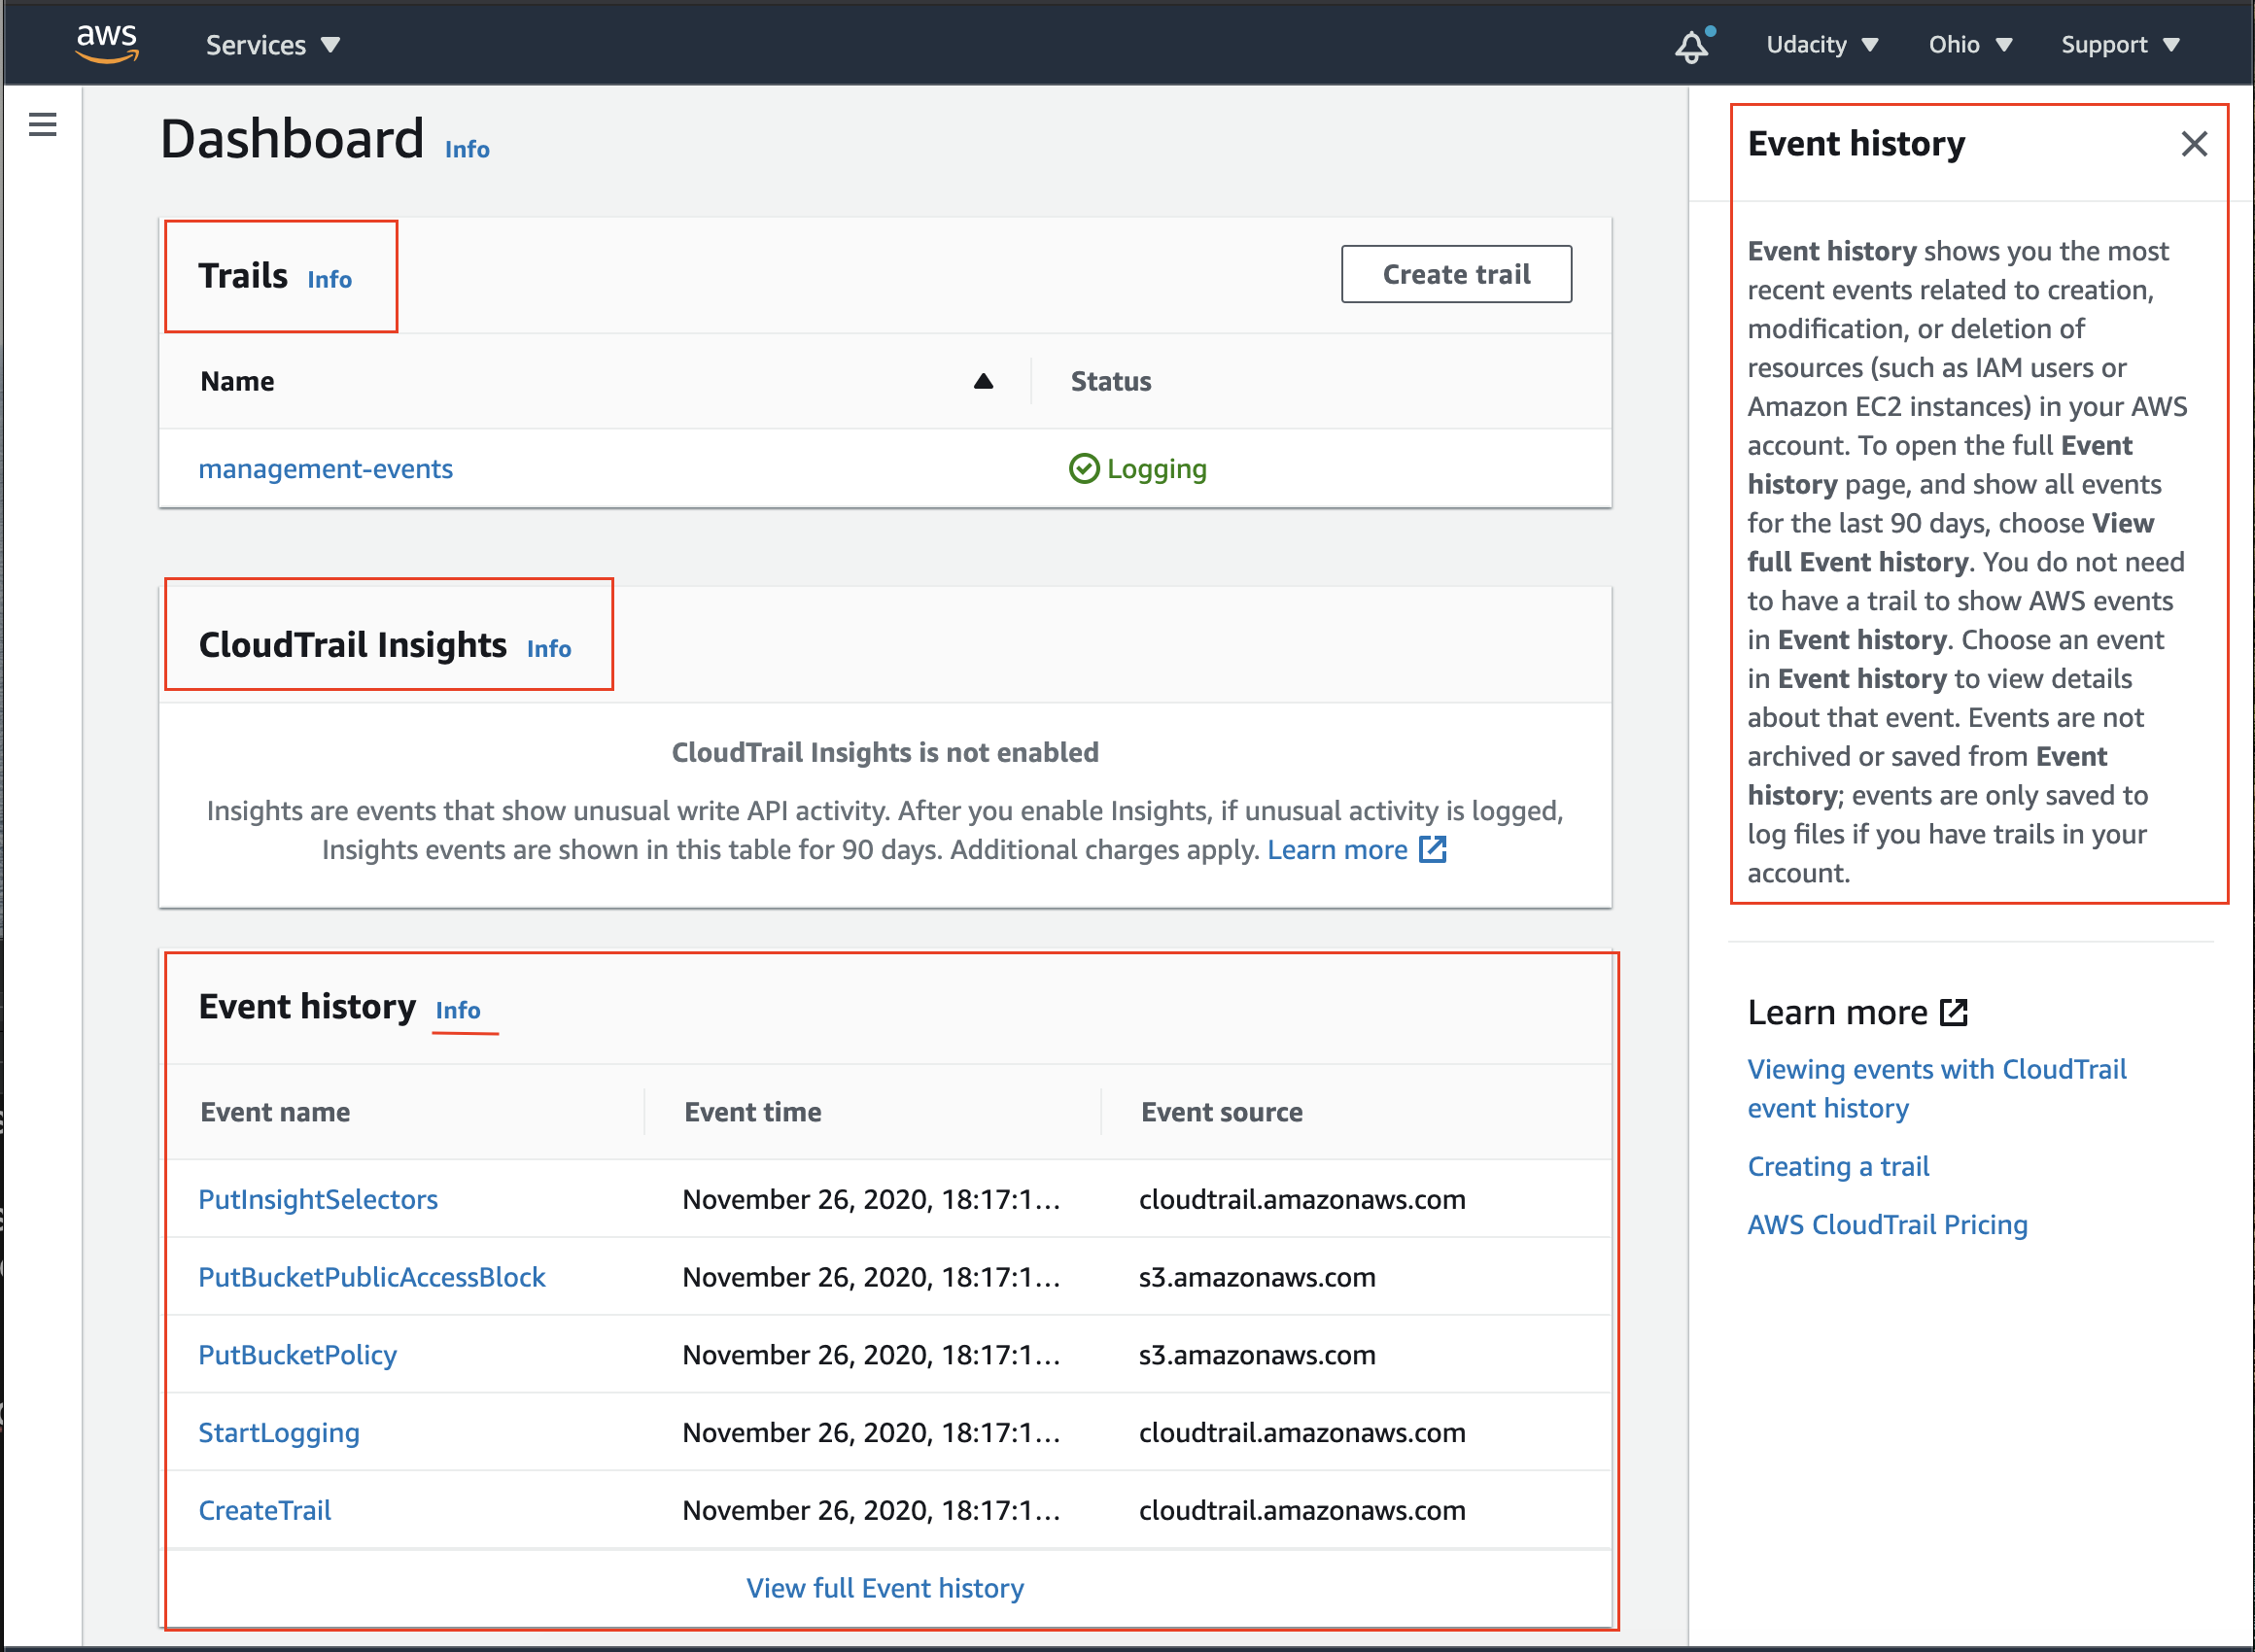 aws Services Udacity Ohio Support
Dashboard Info
Trails Info
Create trail
Name Status
management-events Logging
CloudTrail Insights Info
CloudTrail Insights is not enabled
Insights are events that show unusual write API activity. After you enable Insights, if unusual activity is logged,
Insights events are shown in this table for 90 days. Additional charges apply. Learn more
Event history Info
Event name Event time Event source
PutInsightSelectors November 26, 2020, 18:17:1... cloudtrail.amazonaws.com
PutBucketPublicAccessBlock November 26, 2020, 18:17:1... s3.amazonaws.com
PutBucketPolicy November 26, 2020, 18:17:1... s3.amazonaws.com
StartLogging November 26, 2020, 18:17:1... cloudtrail.amazonaws.com
CreateTrail November 26, 2020, 18:17:1... cloudtrail.amazonaws.com
View full Event history
Event history
Event history shows you the most
recent events related to creation,
modification, or deletion of
resources (such as IAM users or
Amazon EC2 instances) in your AWS
account. To open the full Event
history page, and show all events
for the last 90 days, choose View
full Event history. You do not need
to have a trail to show AWS events
in Event history. Choose an event
in Event history to view details
about that event. Events are not
archived or saved from Event
history; events are only saved to
log files if you have trails in your
account.
Learn more
Viewing events with CloudTrail
event history
Creating a trail
AWS CloudTrail Pricing